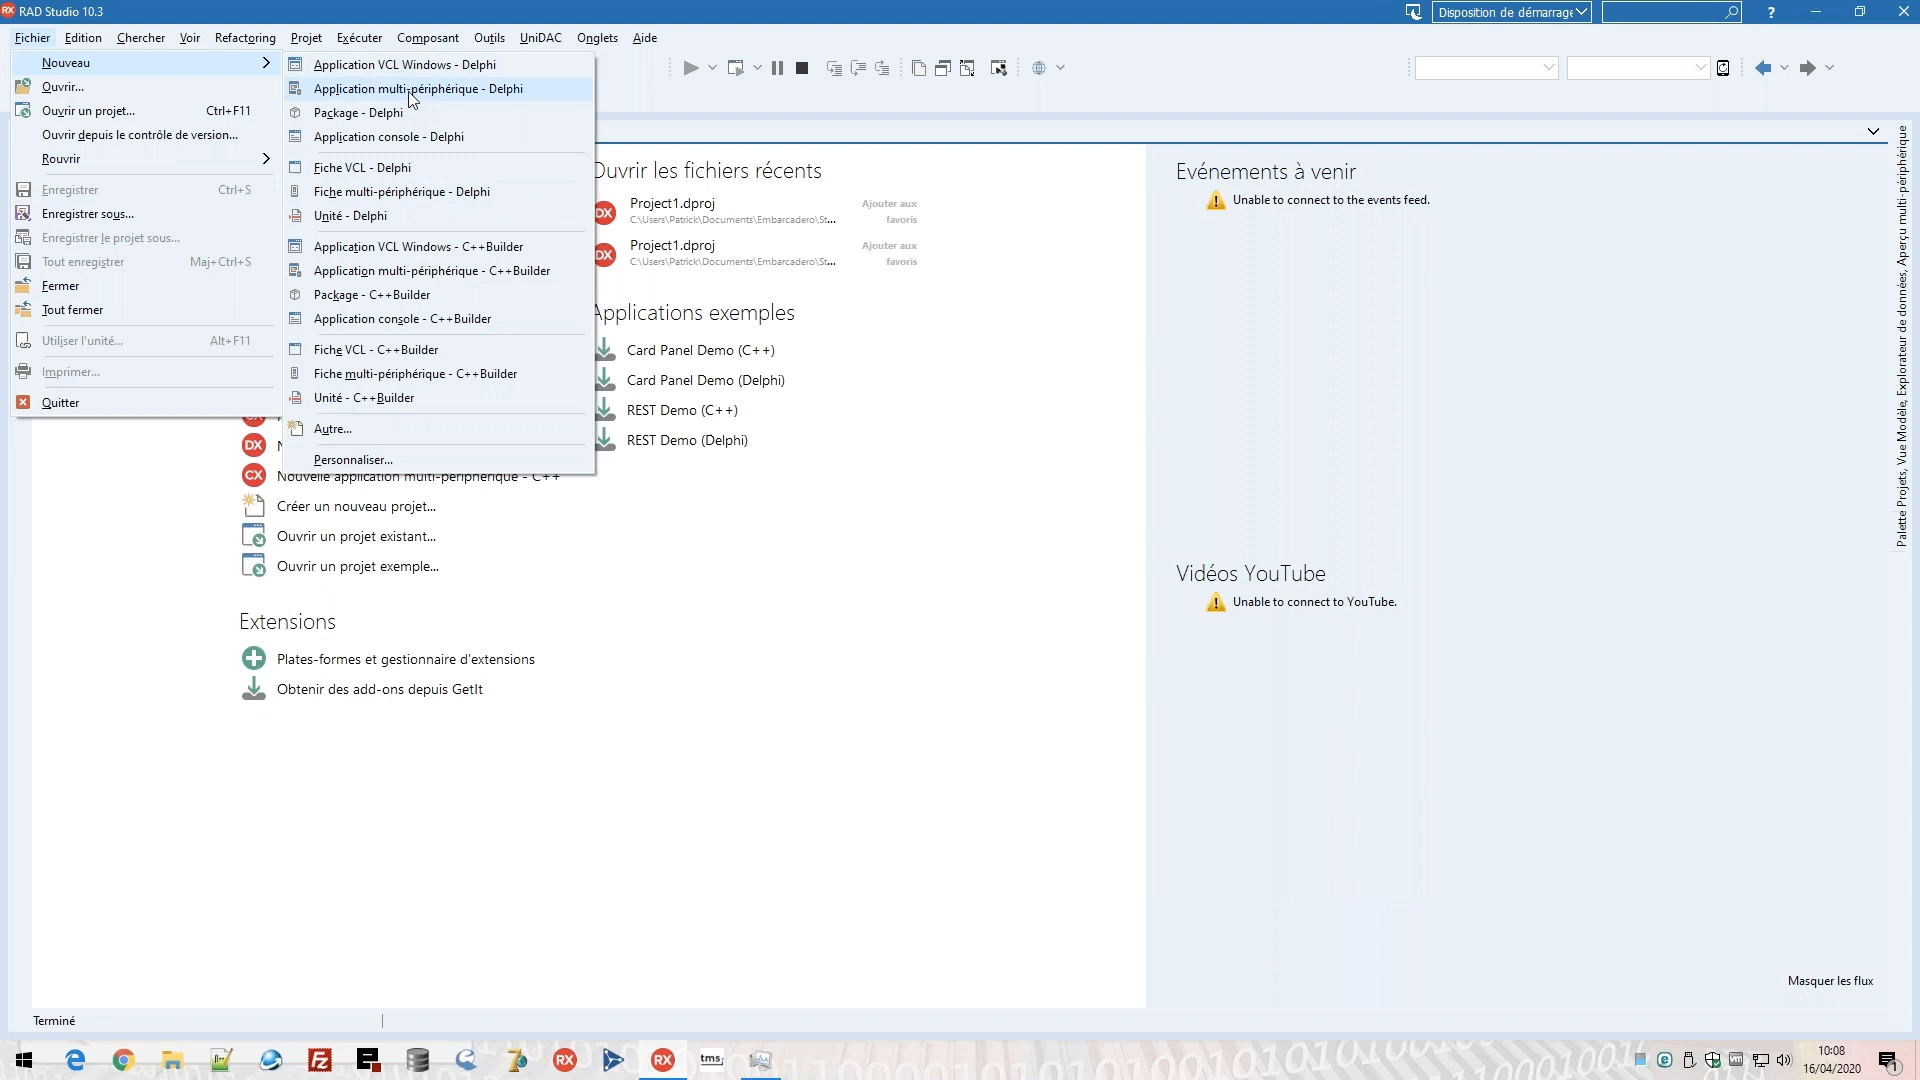 RX RAD Studio 10.3
Disposition de démarrage
?
Fichier Edition Chercher Voir Refactoring Projet Exécuter Composant Outils UniDAC Onglets Aide
Nouveau
Ouvrir...
Ouvrir un projet... Ctrl+F11
Ouvrir depuis le contrôle de version...
Rouvrir
Enregistrer Ctrl+S
Enregistrer sous...
Enregistrer le projet sous...
Tout enregistrer Maj+Ctrl+S
Fermer
Tout fermer
Utiliser l'unité... Alt+F11
Imprimer...
Quitter
Application VCL Windows - Delphi
Application multi-périphérique - Delphi
Package - Delphi
Application console - Delphi
Fiche VCL - Delphi
Fiche multi-périphérique - Delphi
Unité - Delphi
Application VCL Windows - C++Builder
Application multi-périphérique - C++Builder
Package - C++Builder
Application console - C++Builder
Fiche VCL - C++Builder
Fiche multi-périphérique - C++Builder
Unité - C++Builder
Autre...
Personnaliser...
DX N
CX Nouvelle application multi-périphérique - C++
Créer un nouveau projet...
Ouvrir un projet existant...
Ouvrir un projet exemple...
Extensions
Plates-formes et gestionnaire d'extensions
Obtenir des add-ons depuis GetIt
Ouvrir les fichiers récents
DX Project1.dproj Ajouter aux favoris
C:\Users\Patrick\Documents\Embarcadero\St...
DX Project1.dproj Ajouter aux favoris
C:\Users\Patrick\Documents\Embarcadero\St...
Applications exemples
Card Panel Demo (C++)
Card Panel Demo (Delphi)
REST Demo (C++)
REST Demo (Delphi)
Evénements à venir
Unable to connect to the events feed.
Vidéos YouTube
Unable to connect to YouTube.
Masquer les flux
Palette Projets, Vue Modèle, Explorateur de données, Aperçu multi-périphérique
Terminé
RX
RX
tms
10:08
16/04/2020
1